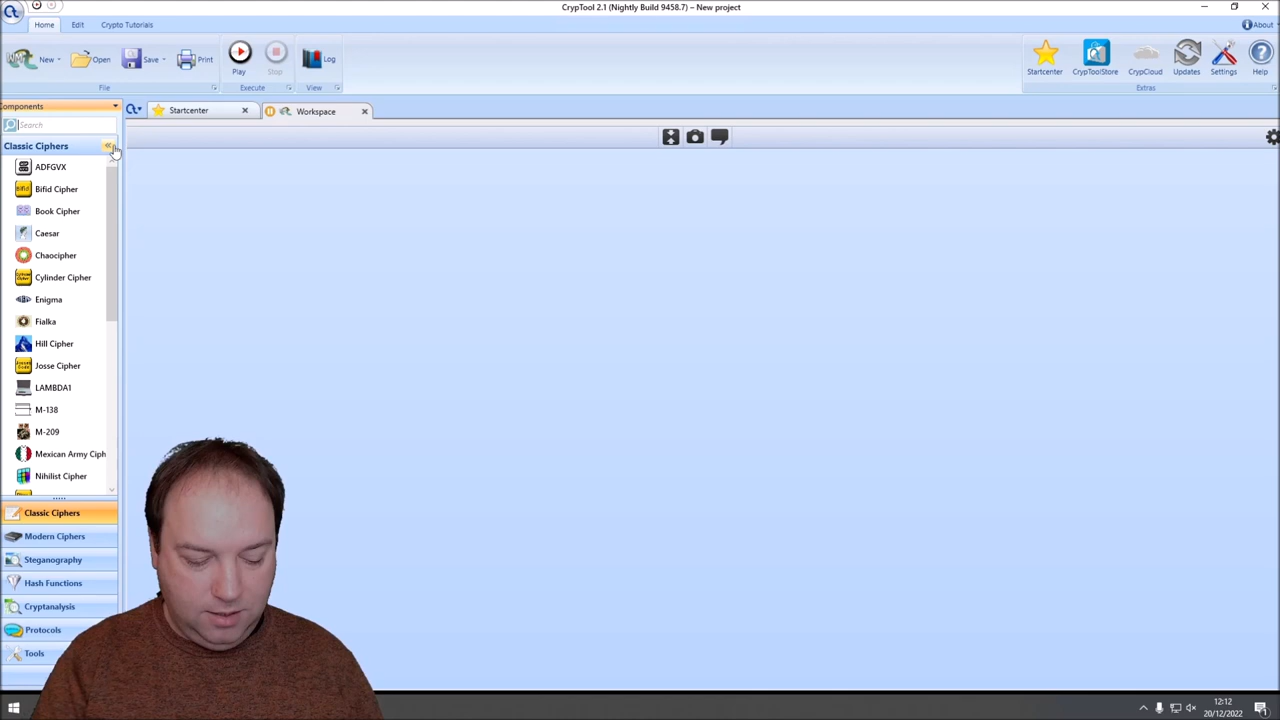 CrypTool 2.1 (Nightly Build 9458.7) – New project
Home Edit Crypto Tutorials
About
New Open Save Print Play Stop Log
Startcenter CrypToolStore CrypCloud Updates Settings Help
File Execute View Extras
Components
Startcenter Workspace
Search
Classic Ciphers
ADFGVX
Bifid Cipher
Book Cipher
Caesar
Chaocipher
Cylinder Cipher
Enigma
Fialka
Hill Cipher
Josse Cipher
LAMBDA1
M-138
M-209
Mexican Army Ciph
Nihilist Cipher
Classic Ciphers
Modern Ciphers
Steganography
Hash Functions
Cryptanalysis
Protocols
Tools
12:12
20/12/2022